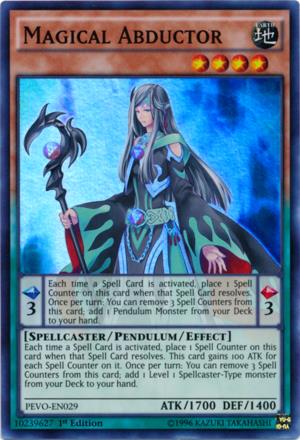 MAGICAL ABDUCTOR
EARTH
地
Each time a Spell Card is activated, place 1 Spell
Counter on this card when that Spell Card resolves.
Once per turn: You can remove 3 Spell Counters from
this card; add 1 Pendulum Monster from your Deck
to your hand.
3
3
[SPELLCASTER/PENDULUM/EFFECT]
Each time a Spell Card is activated, place 1 Spell Counter on this
card when that Spell Card resolves. This card gains 100 ATK for
each Spell Counter on it. Once per turn: You can remove 3 Spell
Counters from this card; add 1 Level 1 Spellcaster-Type monster
from your Deck to your hand.
ATK/1700 DEF/1400
PEVO-EN029
10239627 1st Edition ©1996 KAZUKI TAKAHASHI